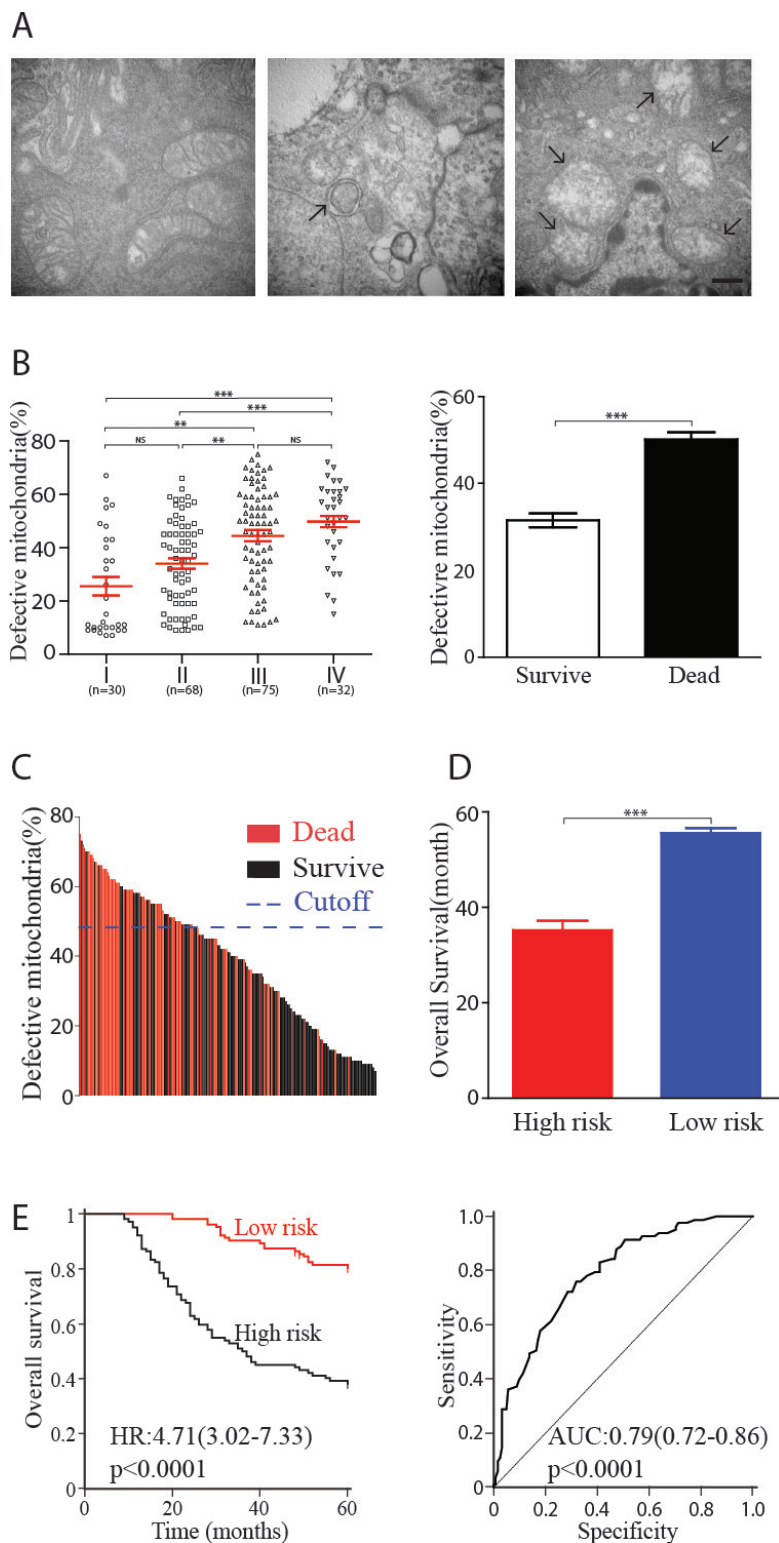 A
B
***
***
**
NS
**
NS
Defective mitochondria(%)
80
60
40
20
0
I
II
III
IV
(n=30)
(n=68)
(n=75)
(n=32)
***
Defectivre mitochondria(%)
60
40
20
0
Survive
Dead
C
Defective mitochondria(%)
80
60
40
20
0
Dead
Survive
Cutoff
D
***
Overall Survival(month)
60
40
20
0
High risk
Low risk
E
Overall survival
1
0.8
0.6
0.4
0.2
0
Low risk
High risk
HR:4.71(3.02-7.33)
p<0.0001
0
20
40
60
Time (months)
Sensitivity
1.0
0.8
0.6
0.4
0.2
0
AUC:0.79(0.72-0.86)
p<0.0001
0
0.2
0.4
0.6
0.8
1.0
Specificity